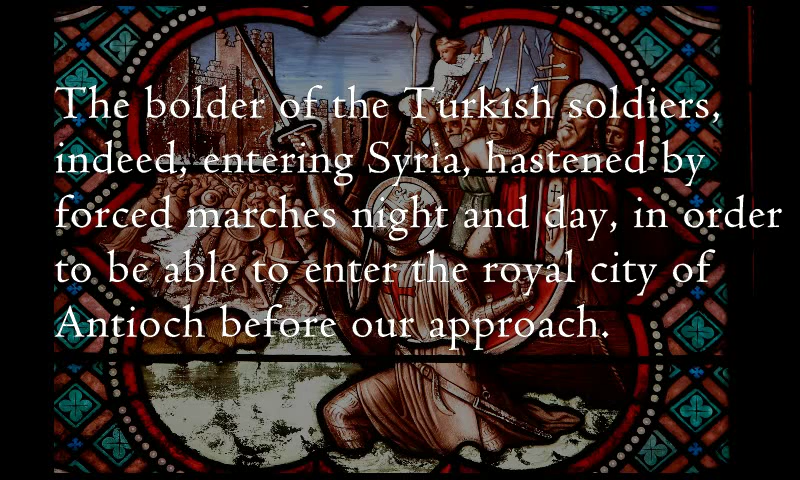 The bolder of the Turkish soldiers,
indeed, entering Syria, hastened by
forced marches night and day, in order
to be able to enter the royal city of
Antioch before our approach.